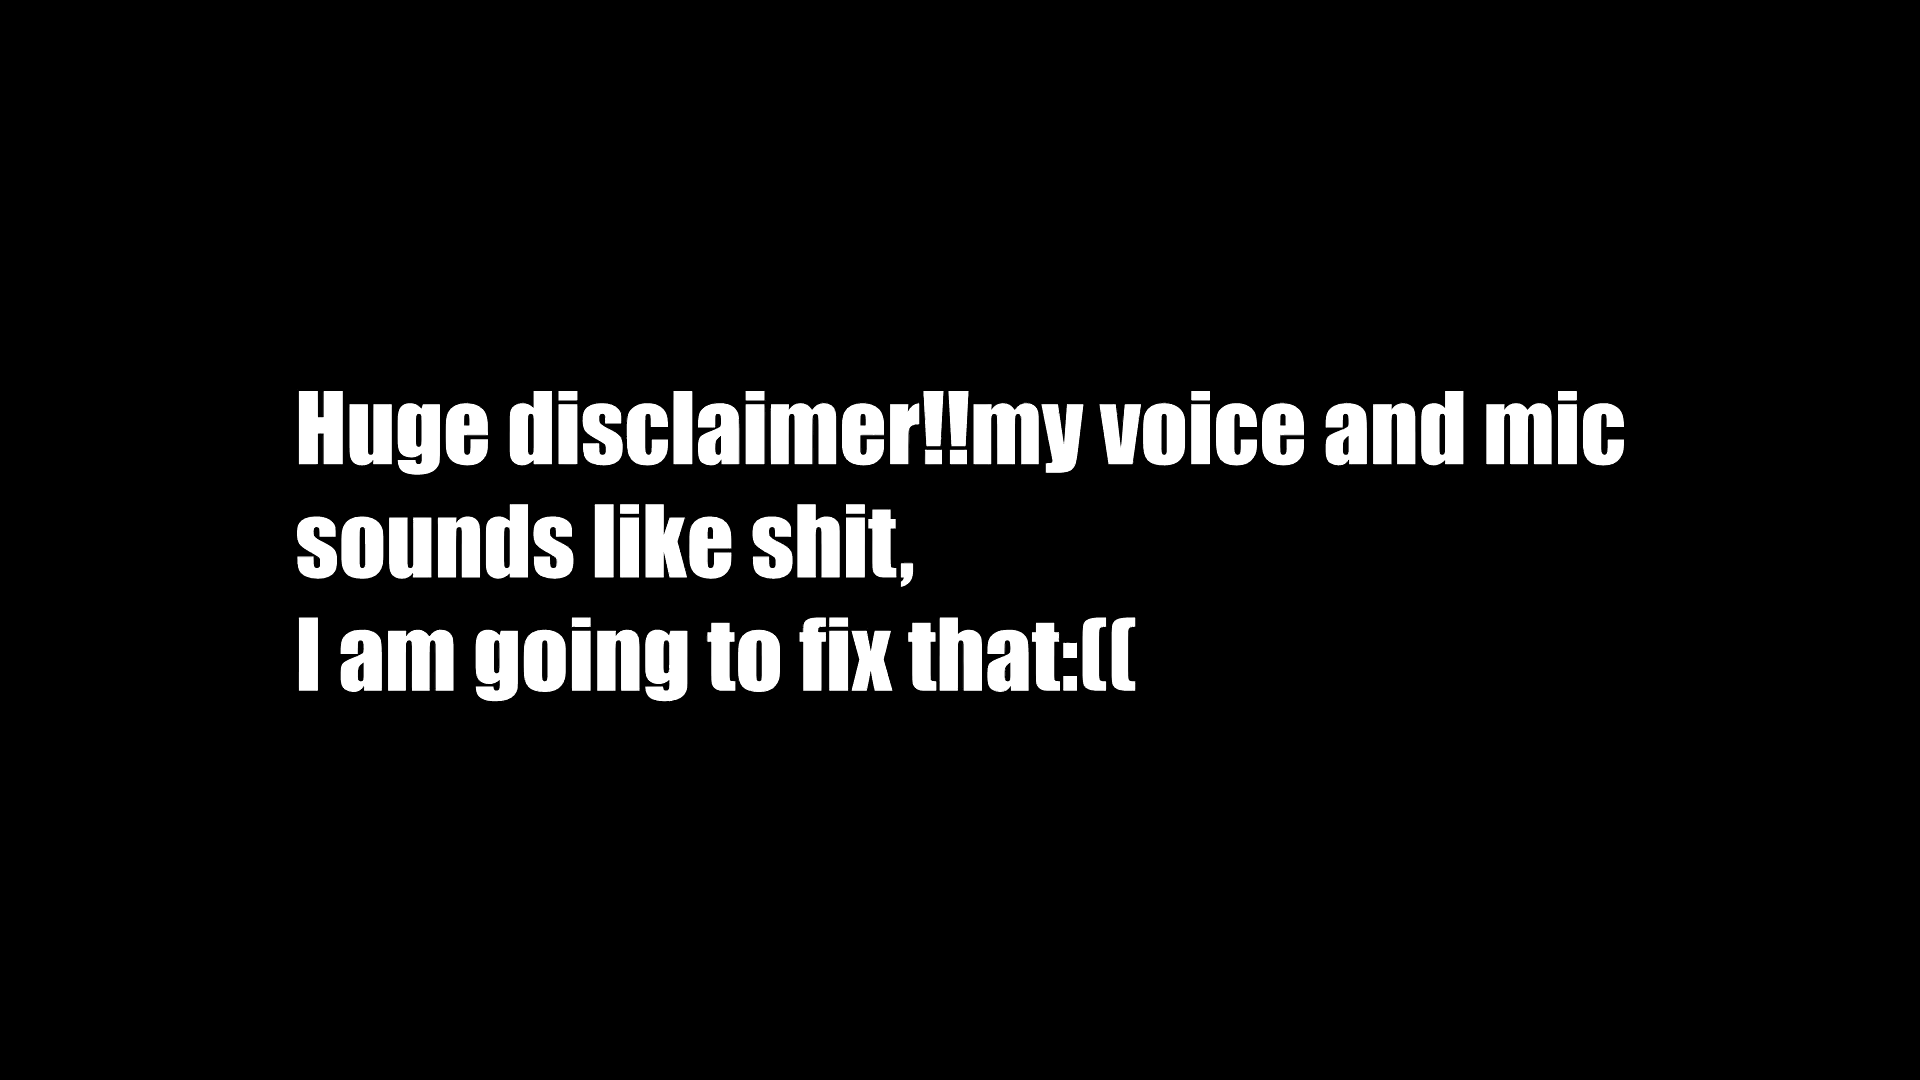 Huge disclaimer!!my voice and mic
sounds like shit,
I am going to fix that:((